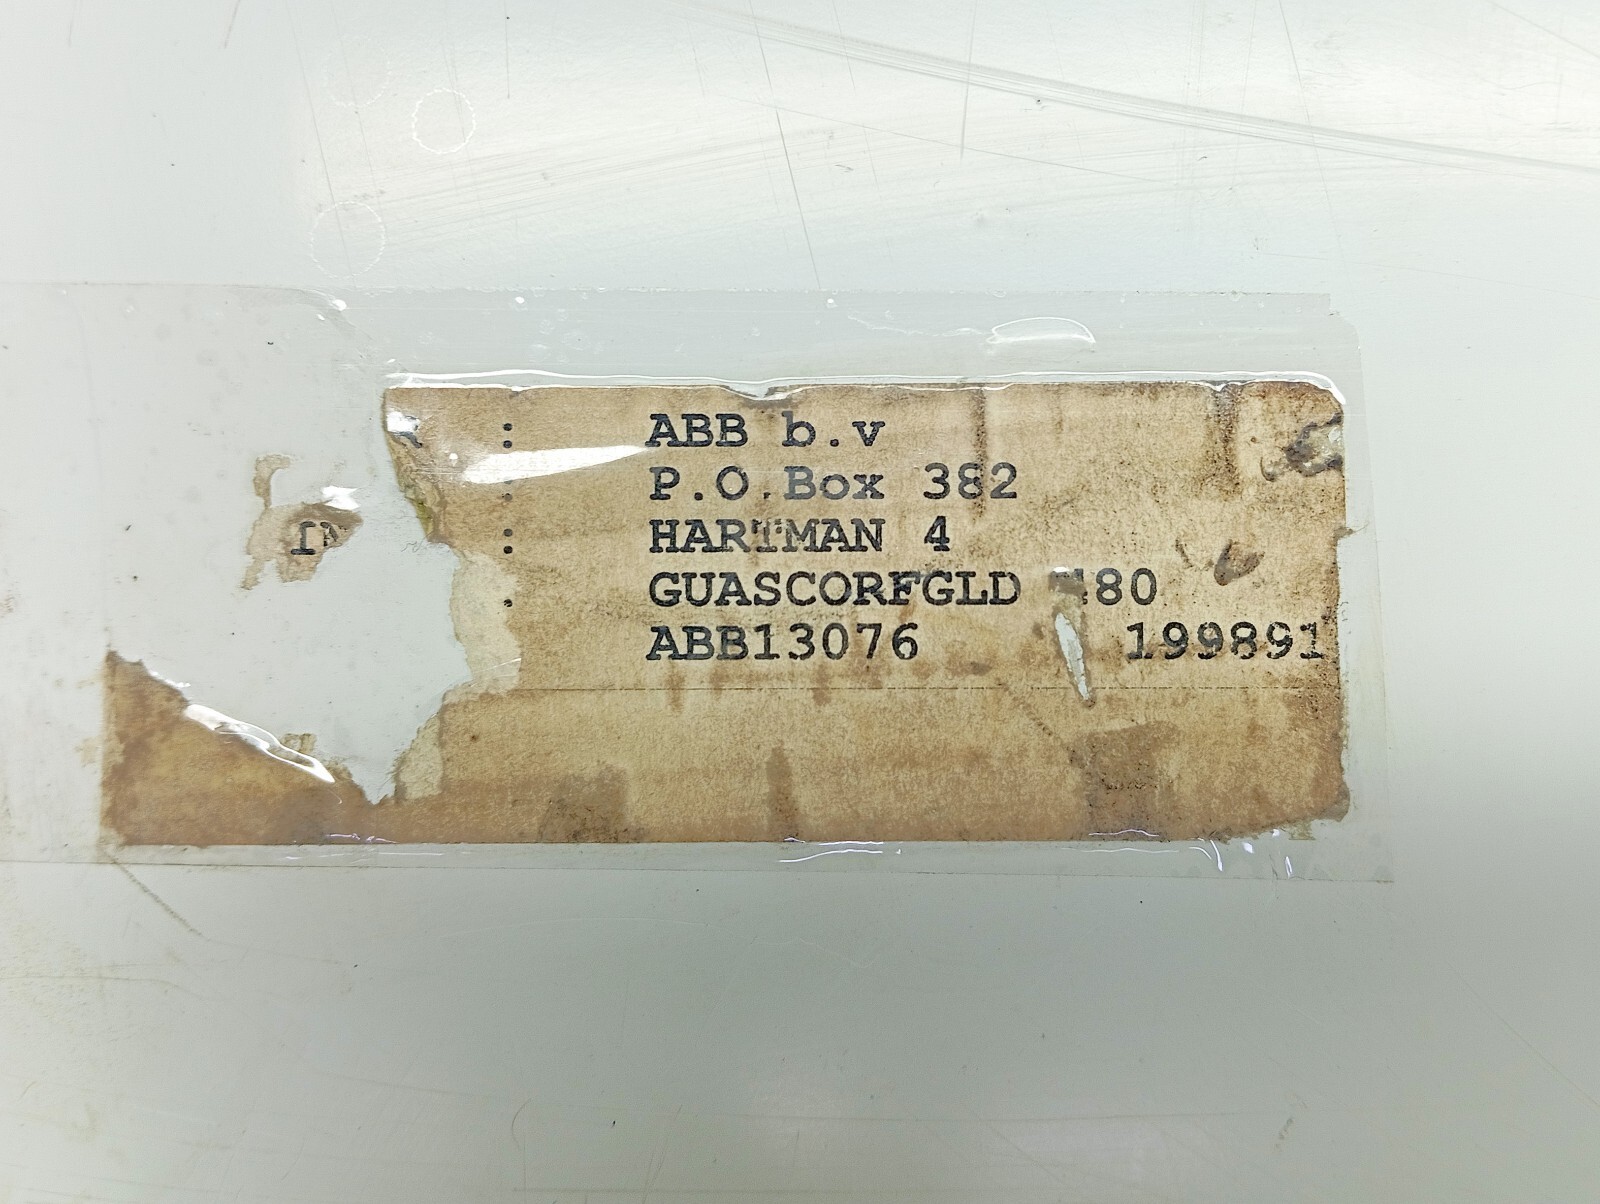 : ABB b.v
: P.O.Box 382
: HARTMAN 4
: GUASCORFGLD
ABB13076 199891